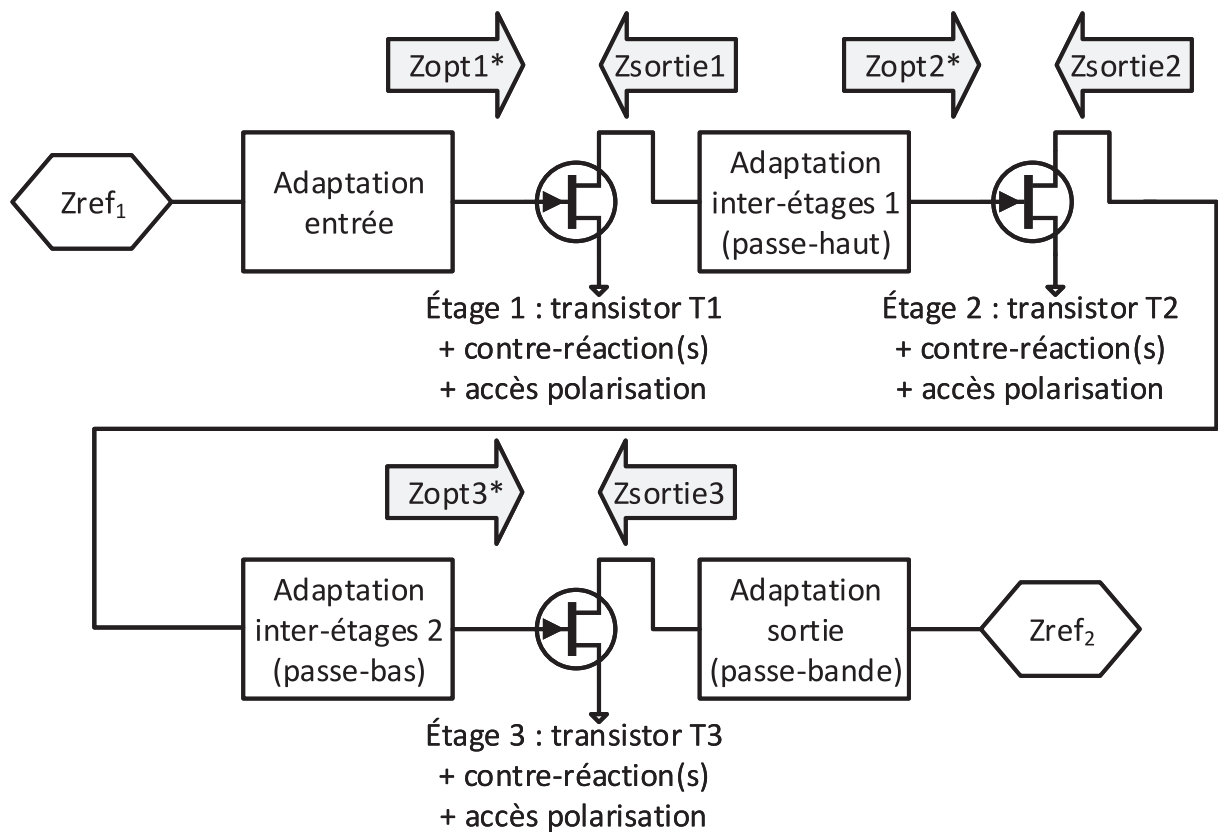 Zopt1*
Zsortie1
Zopt2*
Zsortie2
Zref1
Adaptation
entrée
Adaptation
inter-étages 1
(passe-haut)
Étage 1 : transistor T1
+ contre-réaction(s)
+ accès polarisation
Étage 2 : transistor T2
+ contre-réaction(s)
+ accès polarisation
Zopt3*
Zsortie3
Adaptation
inter-étages 2
(passe-bas)
Adaptation
sortie
(passe-bande)
Zref2
Étage 3 : transistor T3
+ contre-réaction(s)
+ accès polarisation